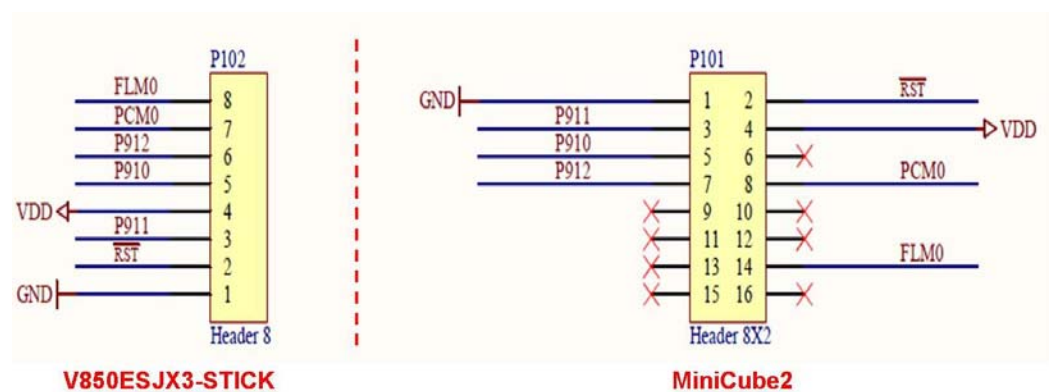 P102
FLM0 8
PCM0 7
P912 6
P910 5
VDD 4
P911 3
RST 2
GND 1
Header 8
V850ESJX3-STICK
P101
GND 1 2 RST
P911 3 4 VDD
P910 5 6
P912 7 8 PCM0
9 10
11 12
13 14 FLM0
15 16
Header 8X2
MiniCube2